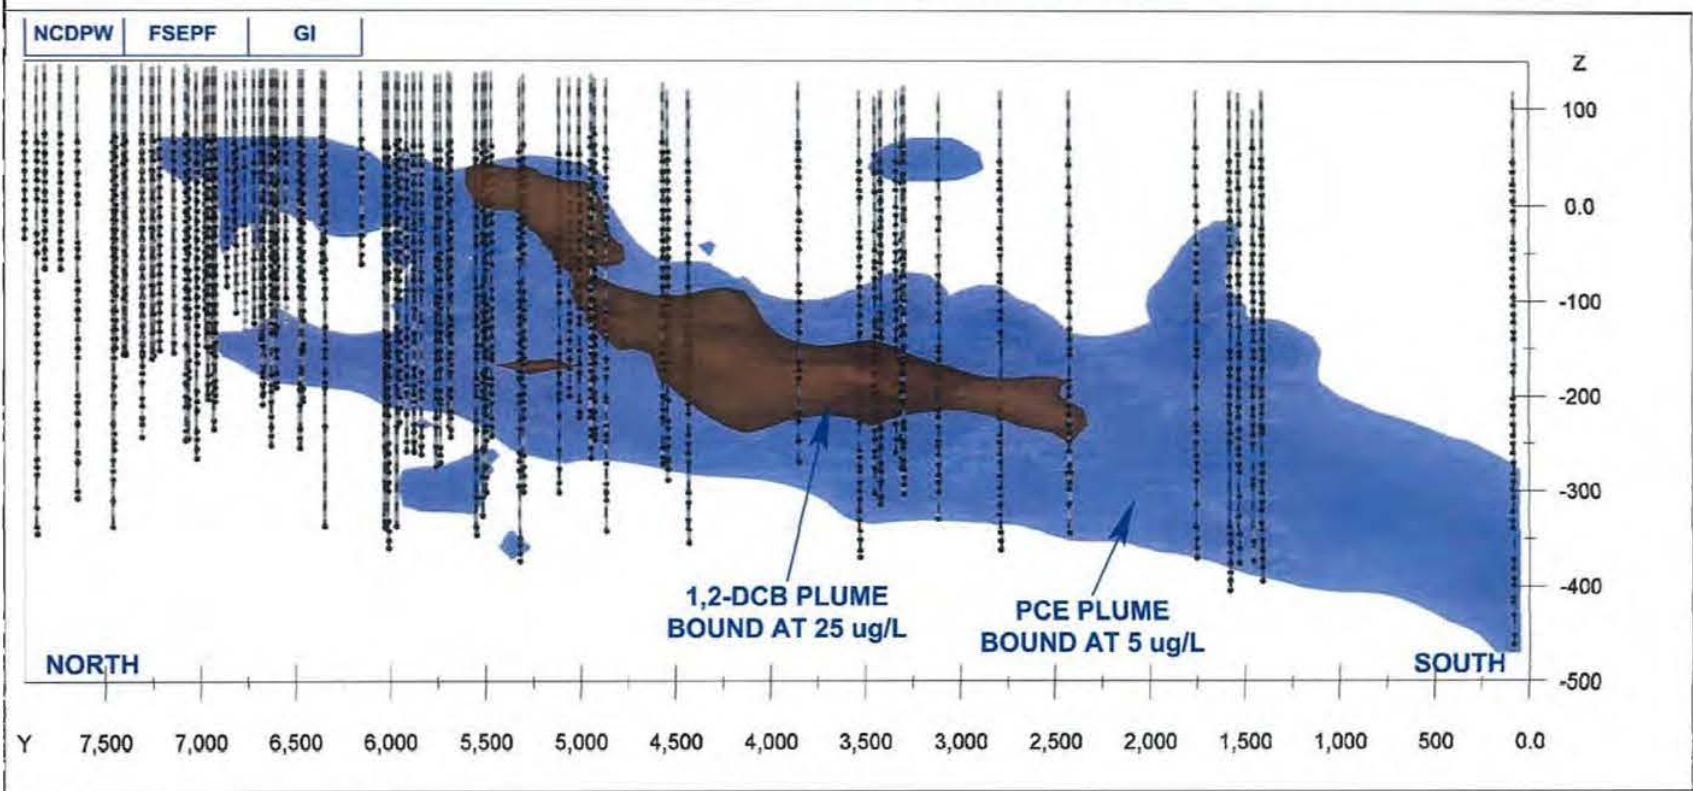 NCDPW FSEPF GI
Z
100
0.0
-100
-200
-300
-400
-500
1,2-DCB PLUME
BOUND AT 25 ug/L
PCE PLUME
BOUND AT 5 ug/L
NORTH
SOUTH
Y 7,500 7,000 6,500 6,000 5,500 5,000 4,500 4,000 3,500 3,000 2,500 2,000 1,500 1,000 500 0.0